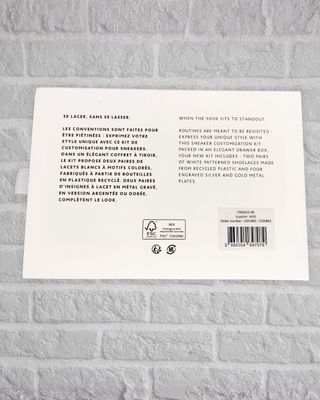 SE LACER, SANS SE LASSER.
LES CONVENTIONS SONT FAITES POUR
ÊTRE PIÉTINÉES : EXPRIMEZ VOTRE
STYLE UNIQUE AVEC CE KIT DE
CUSTOMISATION POUR SNEAKERS.
DANS UN ÉLÉGANT COFFRET À TIROIR,
LE KIT PROPOSE DEUX PAIRES DE
LACETS BLANCS À MOTIFS COLORÉS,
FABRIQUÉES À PARTIR DE BOUTEILLES
EN PLASTIQUE RECYCLÉ. DEUX PAIRES
D'INSIGNES À LACET EN MÉTAL GRAVÉ,
EN VERSION ARGENTÉE OU DORÉE,
COMPLÈTENT LE LOOK.
WHEN THE SHOE FITS TO STANDOUT.
ROUTINES ARE MEANT TO BE REVISITED
EXPRESS YOUR UNIQUE STYLE WITH
THIS SNEAKER CUSTOMIZATION KIT.
PACKED IN AN ELEGANT DRAWER BOX,
YOUR NEW KIT INCLUDES : TWO PAIRS
OF WHITE PATTERNED SHOELACES MADE
FROM RECYCLED PLASTIC AND FOUR
ENGRAVED SILVER AND GOLD METAL
PLATES.
FSC
MIX